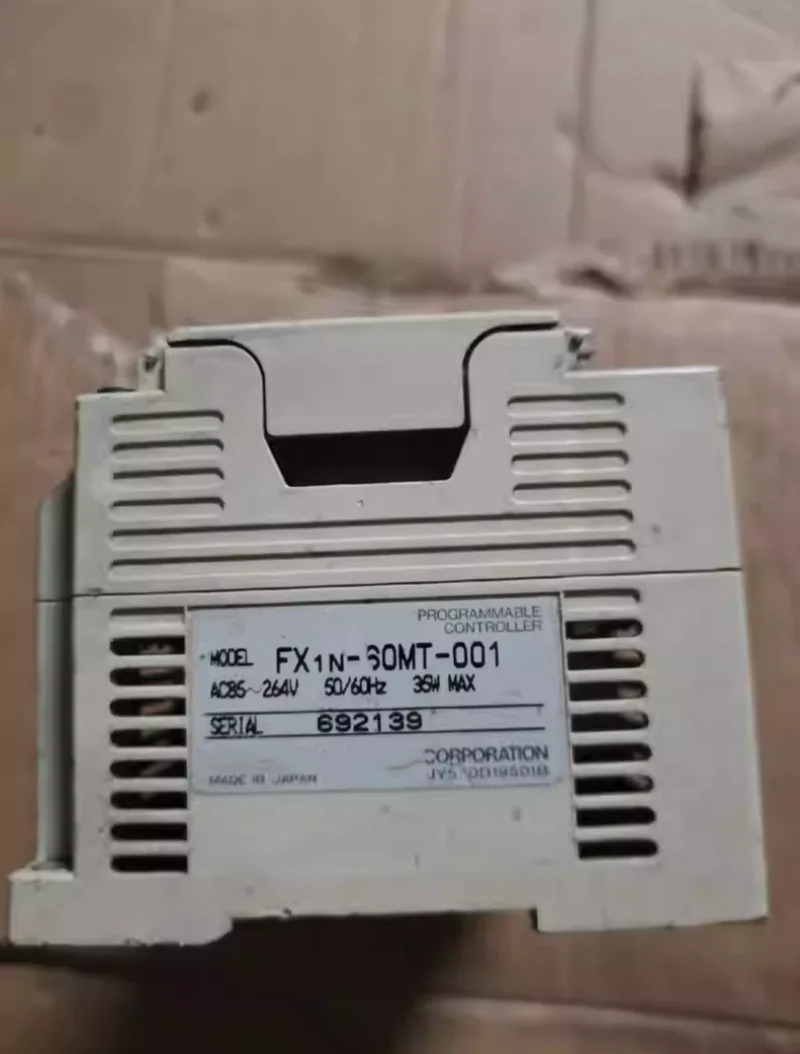 PROGRAMMABLE
CONTROLLER
MODEL FX1N-60MT-001
AC85~264V 50/60Hz 35W MAX
SERIAL 692139
CORPORATION
MADE IN JAPAN